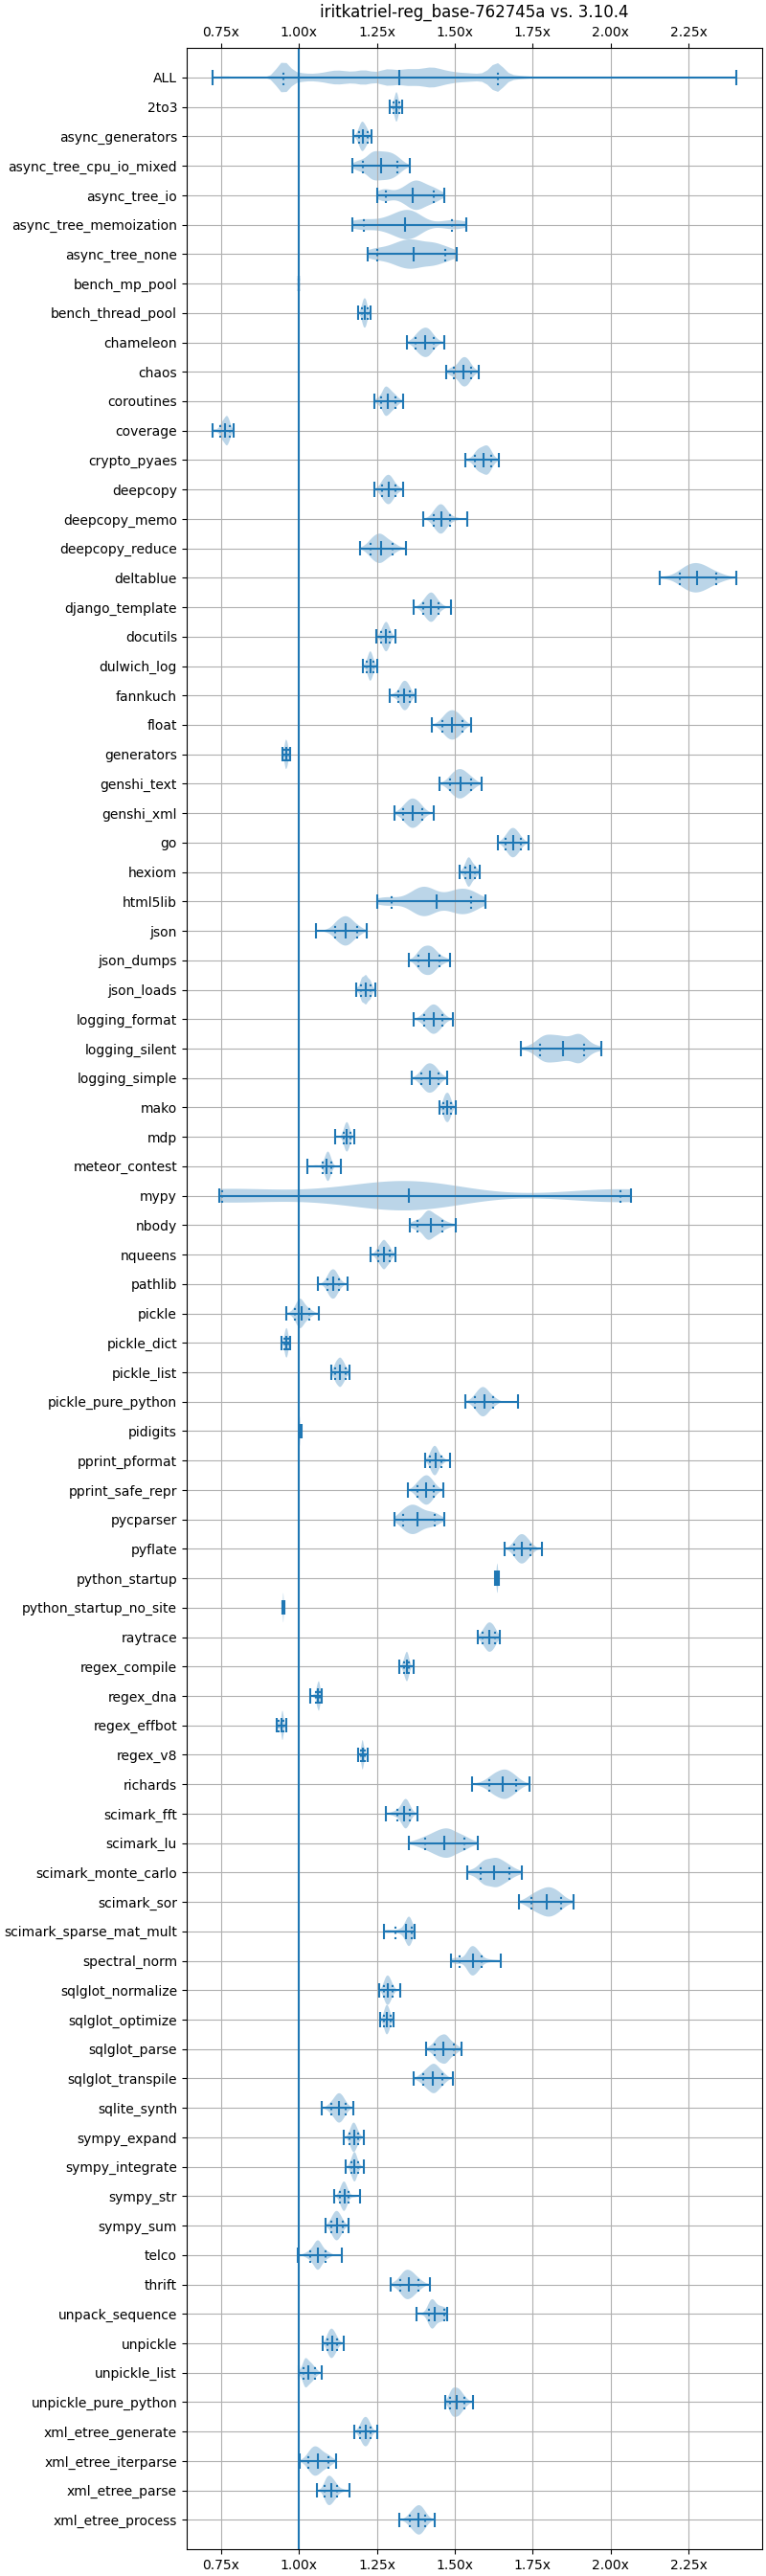 iritkatriel-reg_base-762745a vs. 3.10.4
0.75x 1.00x 1.25x 1.50x 1.75x 2.00x 2.25x
ALL
2to3
async_generators
async_tree_cpu_io_mixed
async_tree_io
async_tree_memoization
async_tree_none
bench_mp_pool
bench_thread_pool
chameleon
chaos
coroutines
coverage
crypto_pyaes
deepcopy
deepcopy_memo
deepcopy_reduce
deltablue
django_template
docutils
dulwich_log
fannkuch
float
generators
genshi_text
genshi_xml
go
hexiom
html5lib
json
json_dumps
json_loads
logging_format
logging_silent
logging_simple
mako
mdp
meteor_contest
mypy
nbody
nqueens
pathlib
pickle
pickle_dict
pickle_list
pickle_pure_python
pidigits
pprint_pformat
pprint_safe_repr
pycparser
pyflate
python_startup
python_startup_no_site
raytrace
regex_compile
regex_dna
regex_effbot
regex_v8
richards
scimark_fft
scimark_lu
scimark_monte_carlo
scimark_sor
scimark_sparse_mat_mult
spectral_norm
sqlglot_normalize
sqlglot_optimize
sqlglot_parse
sqlglot_transpile
sqlite_synth
sympy_expand
sympy_integrate
sympy_str
sympy_sum
telco
thrift
unpack_sequence
unpickle
unpickle_list
unpickle_pure_python
xml_etree_generate
xml_etree_iterparse
xml_etree_parse
xml_etree_process
0.75x 1.00x 1.25x 1.50x 1.75x 2.00x 2.25x